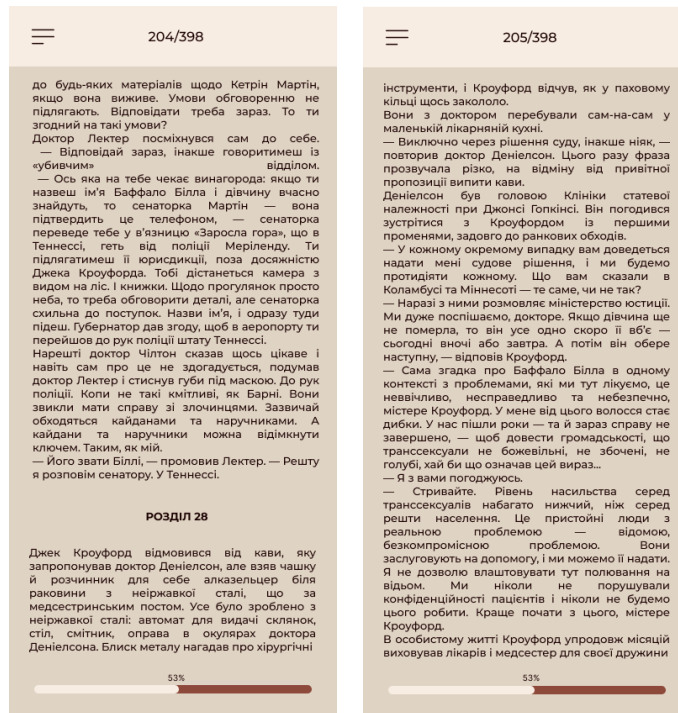 204/398
до будь-яких матеріалів щодо Кетрін Мартін,
якщо вона виживе. Умови обговоренню не
підлягають. Відповідати треба зараз. То ти
згодний на такі умови?
Доктор Лектер посміхнувся сам до себе.
— Відповідай зараз, інакше говоритимеш із
«убивчим» відділом.
— Ось яка на тебе чекає винагорода: якщо ти
назвеш ім’я Баффало Білла і дівчину вчасно
знайдуть, то сенаторка Мартін — вона
підтвердить це телефоном, — сенаторка
переведе тебе у в’язницю «Заросла гора», що в
Теннессі, геть від поліції Меріленду. Ти
підлягатимеш її юрисдикції, поза досяжністю
Джека Кроуфорда. Тобі дістанеться камера з
видом на ліс. І книжки. Щодо прогулянок просто
неба, то треба обговорити деталі, але сенаторка
схильна до поступок. Назви ім’я, і одразу туди
підеш. Губернатор дав згоду, щоб в аеропорту ти
перейшов до рук поліції штату Теннессі.
Нарешті доктор Чілтон сказав щось цікаве і
навіть сам про це не здогадується, подумав
доктор Лектер і стиснув губи під маскою. До рук
поліції. Копи не такі кмітливі, як Барні. Вони
звикли мати справу зі злочинцями. Зазвичай
обходяться кайданами та наручниками. А
кайдани та наручники можна відімкнути
ключем. Таким, як мій.
— Його звати Біллі, — промовив Лектер. — Решту
я розповім сенатору. У Теннессі.
РОЗДІЛ 28
Джек Кроуфорд відмовився від кави, яку
запропонував доктор Деніелсон, але взяв чашку
й розчинник для себе алказельцер біля
раковини з неіржавкої сталі, що за
медсестринським постом. Усе було зроблено з
неіржавкої сталі: автомат для видачі склянок,
стіл, смітник, оправа в окулярах доктора
Деніелсона. Блиск металу нагадав про хірургічні
53%
205/398
інструменти, і Кроуфорд відчув, як у паховому
кільці щось закололо.
Вони з доктором перебували сам-на-сам у
маленькій лікарняній кухні.
— Виключно через рішення суду, інакше ніяк, —
повторив доктор Деніелсон. Цього разу фраза
прозвучала різко, на відміну від привітної
пропозиції випити кави.
Деніелсон був головою Клініки статевої
належності при Джонсі Гопкінсі. Він погодився
зустрітися з Кроуфордом із першими
променями, задовго до ранкових обходів.
— У кожному окремому випадку вам доведеться
надати мені судове рішення, і ми будемо
протидіяти кожному. Що вам сказали в
Коламбусі та Міннесоті — те саме, чи не так?
— Наразі з ними розмовляє міністерство юстиції.
Ми дуже поспішаємо, докторе. Якщо дівчина ще
не померла, то він усе одно скоро її вб’є —
сьогодні вночі або завтра. А потім він обере
наступну, — відповів Кроуфорд.
— Сама згадка про Баффало Білла в одному
контексті з проблемами, які ми тут лікуємо, це
неввічливо, несправедливо та небезпечно,
містере Кроуфорд. У мене від цього волосся стає
дибки. У нас пішли роки — та й зараз справу не
завершено, — щоб довести громадськості, що
транссексуали не божевільні, не збочені, не
голубі, хай би що означав цей вираз...
— Я з вами погоджуюсь.
— Стривайте. Рівень насильства серед
транссексуалів набагато нижчий, ніж серед
решти населення. Це пристойні люди з
реальною проблемою — відомою,
безкомпромісною проблемою. Вони
заслуговують на допомогу, і ми можемо її надати.
Я не дозволю влаштовувати тут полювання на
відьом. Ми ніколи не порушували
конфіденційності пацієнтів і ніколи не будемо
цього робити. Краще почати з цього, містере
Кроуфорд.
В особистому житті Кроуфорд упродовж місяцій
виховував лікарів і медсестер для своєї дружини
53%